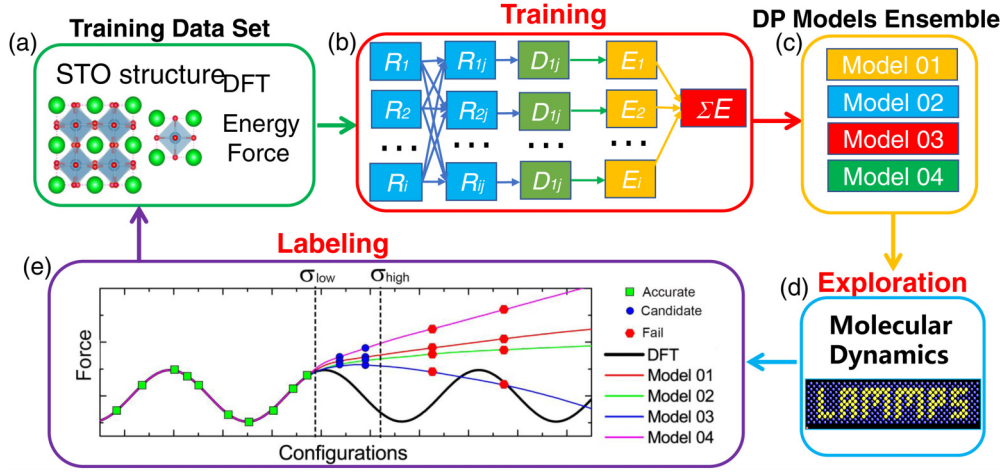 (a)
Training Data Set
STO structure
DFT
Energy
Force
(b)
Training
R1 R1j D1j E1
R2 R2j D1j E2
... ... ... ...
Ri Rij D1j Ei
ΣE
DP Models Ensemble
(c)
Model 01
Model 02
Model 03
Model 04
(d)
Exploration
Molecular
Dynamics
LAMMPS
(e)
Labeling
σlow σhigh
Force
Configurations
Accurate
Candidate
Fail
DFT
Model 01
Model 02
Model 03
Model 04